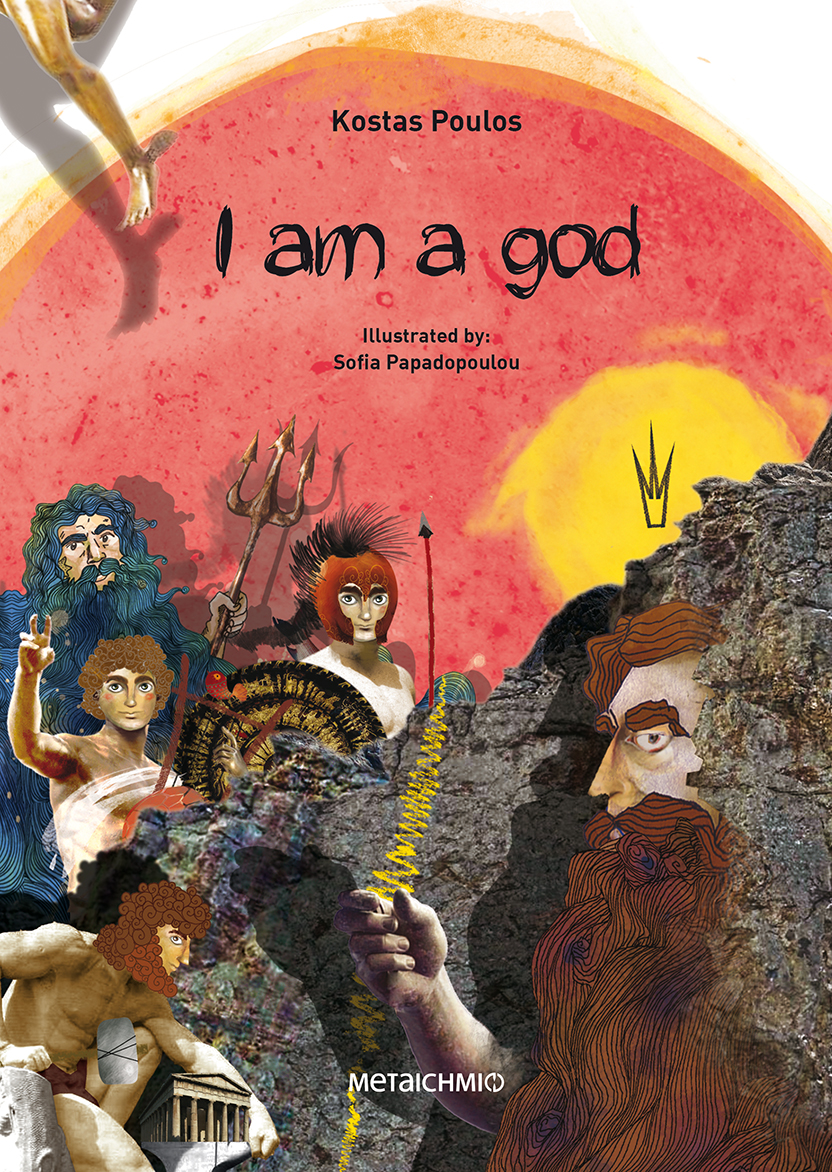 Kostas Poulos
I am a god
Illustrated by:
Sofia Papadopoulou
METAICHMIO